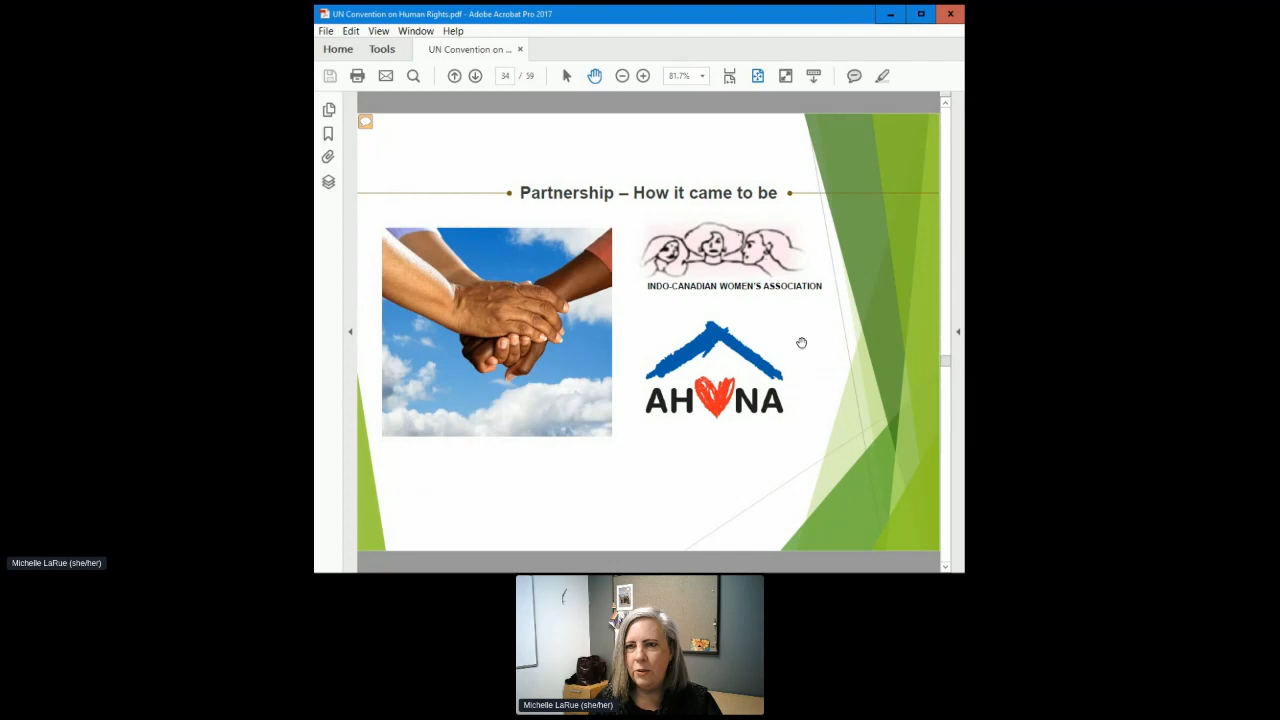 UN Convention on Human Rights.pdf - Adobe Acrobat Pro 2017
File Edit View Window Help
Home Tools UN Convention on ... ×
34 / 59 81.7%
Partnership – How it came to be
INDO-CANADIAN WOMEN'S ASSOCIATION
AH NA
Michelle LaRue (she/her)
Michelle LaRue (she/her)